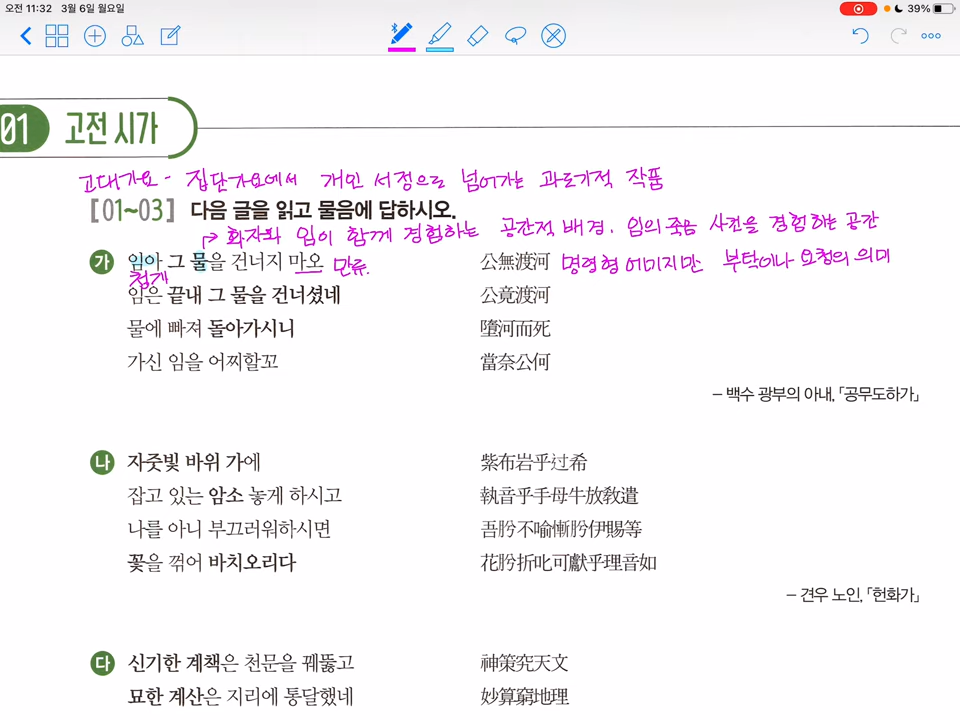 오전 11:32 3월 6일 월요일 39%
01 고전 시가
고대가요 - 집단가요에서 개인 서정으로 넘어가는 과도기적 작품
[01~03] 다음 글을 읽고 물음에 답하시오.
↱ 화자와 임이 함께 경험하는 공간적 배경. 임의 죽음 사건을 경험하는 공간
가 임아 그 물을 건너지 마오 만류. 公無渡河 명령형 어미지만 부탁이나 요청의 의미
청계
임은 끝내 그 물을 건너셨네 公竟渡河
물에 빠져 돌아가시니 墮河而死
가신 임을 어찌할꼬 當奈公何
– 백수 광부의 아내, 「공무도하가」
나 자줏빛 바위 가에 紫布岩乎过希
잡고 있는 암소 놓게 하시고 執音乎手母牛放敎遣
나를 아니 부끄러워하시면 吾肹不喻慚肹伊賜等
꽃을 꺾어 바치오리다 花肹折叱可獻乎理音如
– 견우 노인, 「헌화가」
다 신기한 계책은 천문을 꿰뚫고 神策究天文
묘한 계산은 지리에 통달했네 妙算窮地理